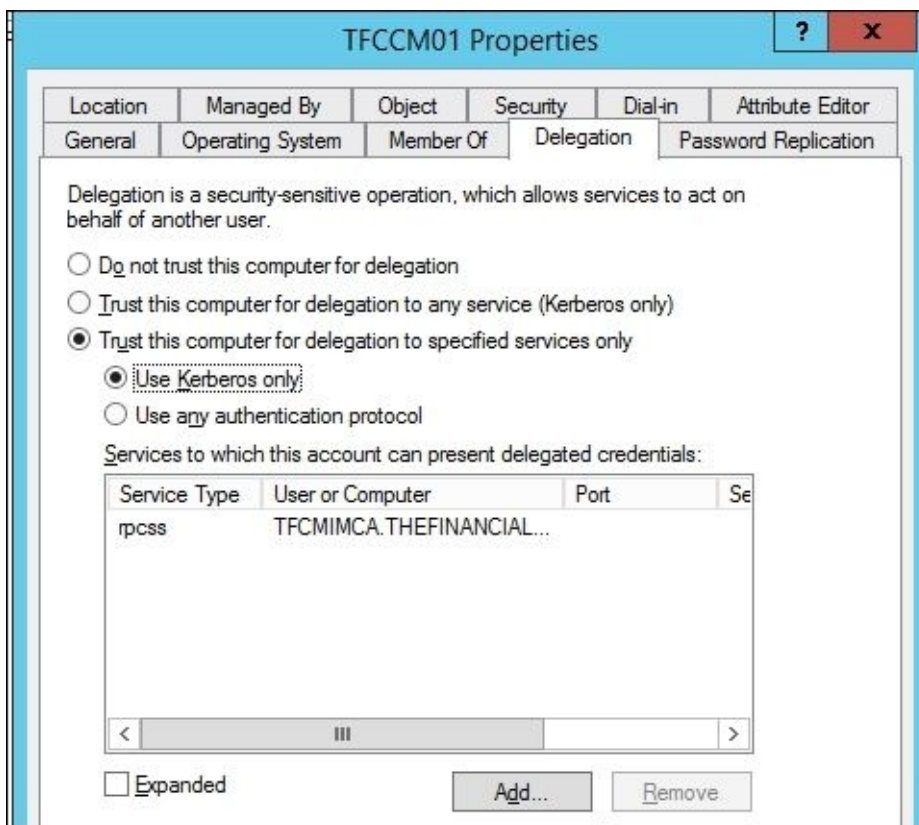 TFCCM01 Properties
?
x
Location Managed By Object Security Dial-in Attribute Editor
General Operating System Member Of Delegation Password Replication
Delegation is a security-sensitive operation, which allows services to act on
behalf of another user.
Do not trust this computer for delegation
Trust this computer for delegation to any service (Kerberos only)
Trust this computer for delegation to specified services only
Use Kerberos only
Use any authentication protocol
Services to which this account can present delegated credentials:
Service Type User or Computer Port Se
rpcss TFCMIMCA.THEFINANCIAL...
Expanded
Add... Remove